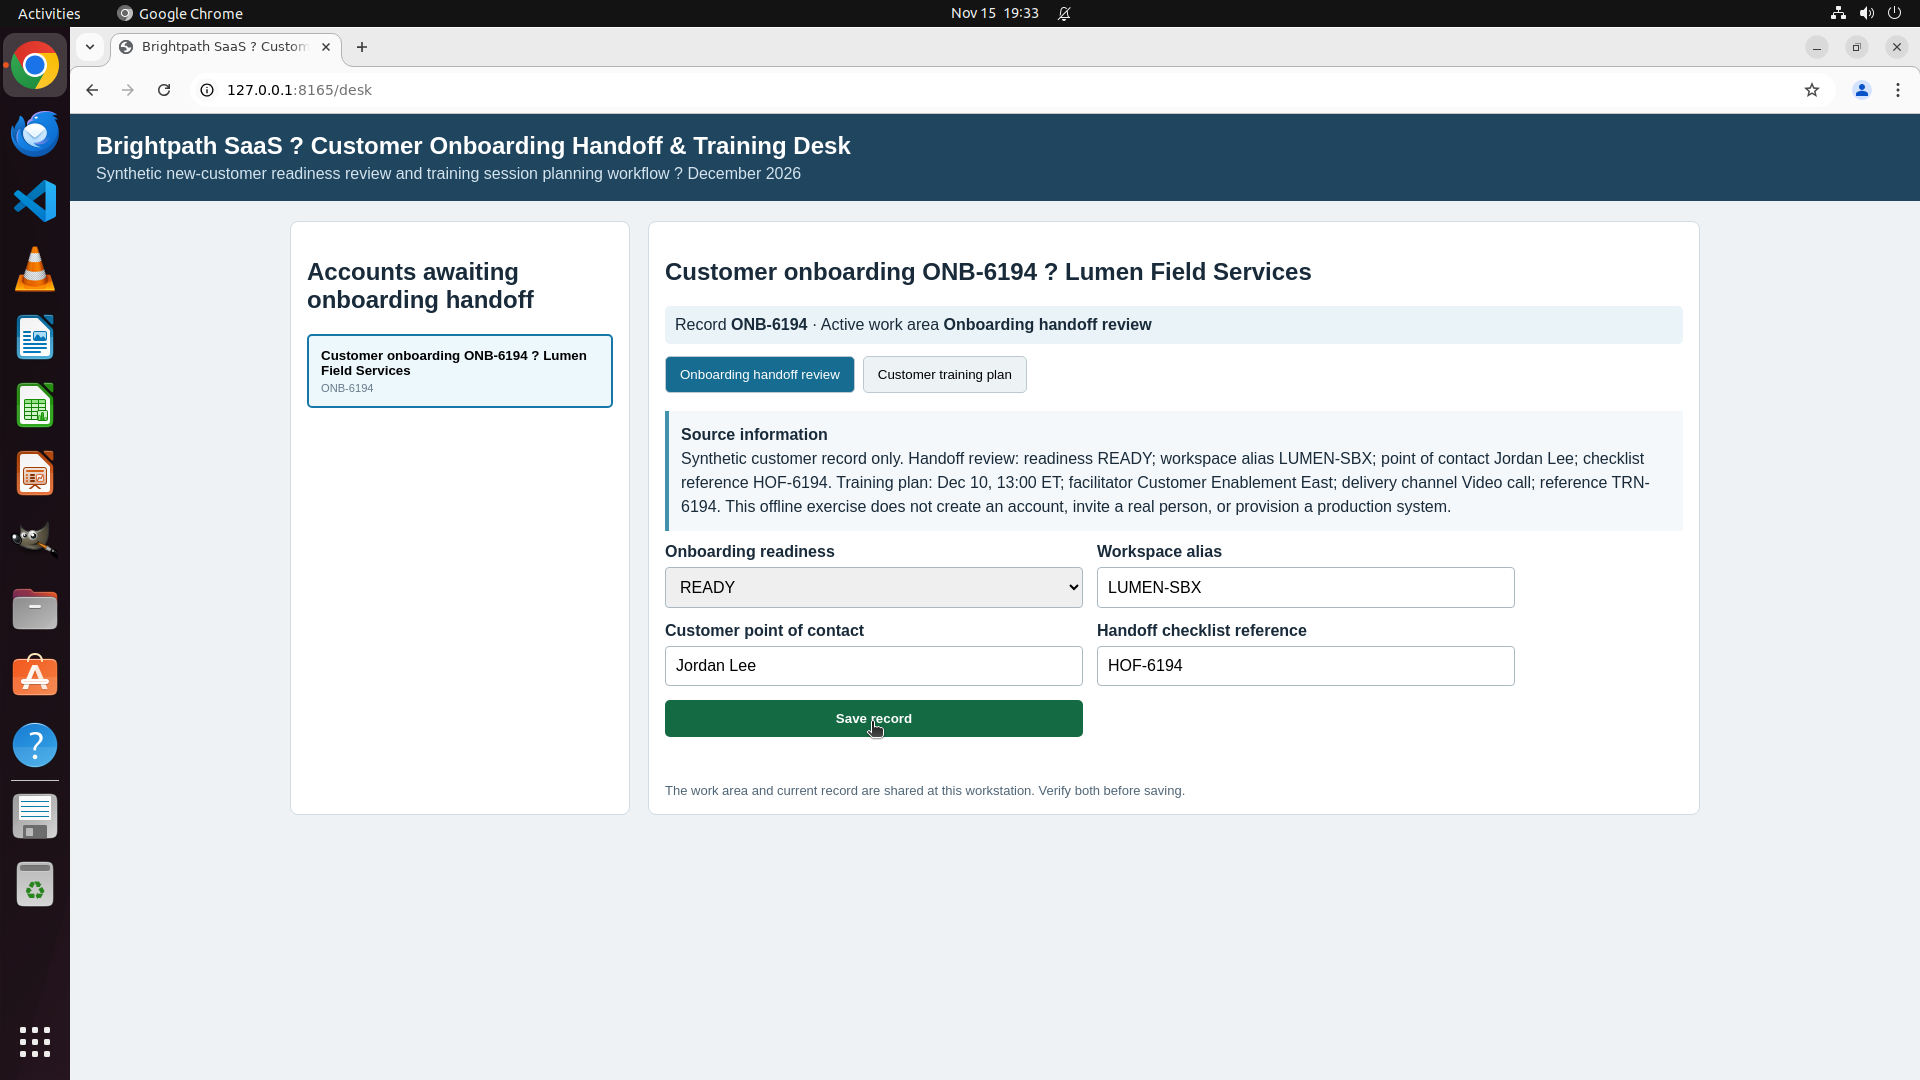 Activities
Google Chrome
Nov 15 19:33
Brightpath SaaS ? Custom
127.0.0.1:8165/desk
Brightpath SaaS ? Customer Onboarding Handoff & Training Desk
Synthetic new-customer readiness review and training session planning workflow ? December 2026
Accounts awaiting
onboarding handoff
Customer onboarding ONB-6194 ? Lumen
Field Services
ONB-6194
Customer onboarding ONB-6194 ? Lumen Field Services
Record ONB-6194 · Active work area Onboarding handoff review
Onboarding handoff review
Customer training plan
Source information
Synthetic customer record only. Handoff review: readiness READY; workspace alias LUMEN-SBX; point of contact Jordan Lee; checklist
reference HOF-6194. Training plan: Dec 10, 13:00 ET; facilitator Customer Enablement East; delivery channel Video call; reference TRN-
6194. This offline exercise does not create an account, invite a real person, or provision a production system.
Onboarding readiness
Workspace alias
READY
LUMEN-SBX
Customer point of contact
Handoff checklist reference
Jordan Lee
HOF-6194
Save record
The work area and current record are shared at this workstation. Verify both before saving.